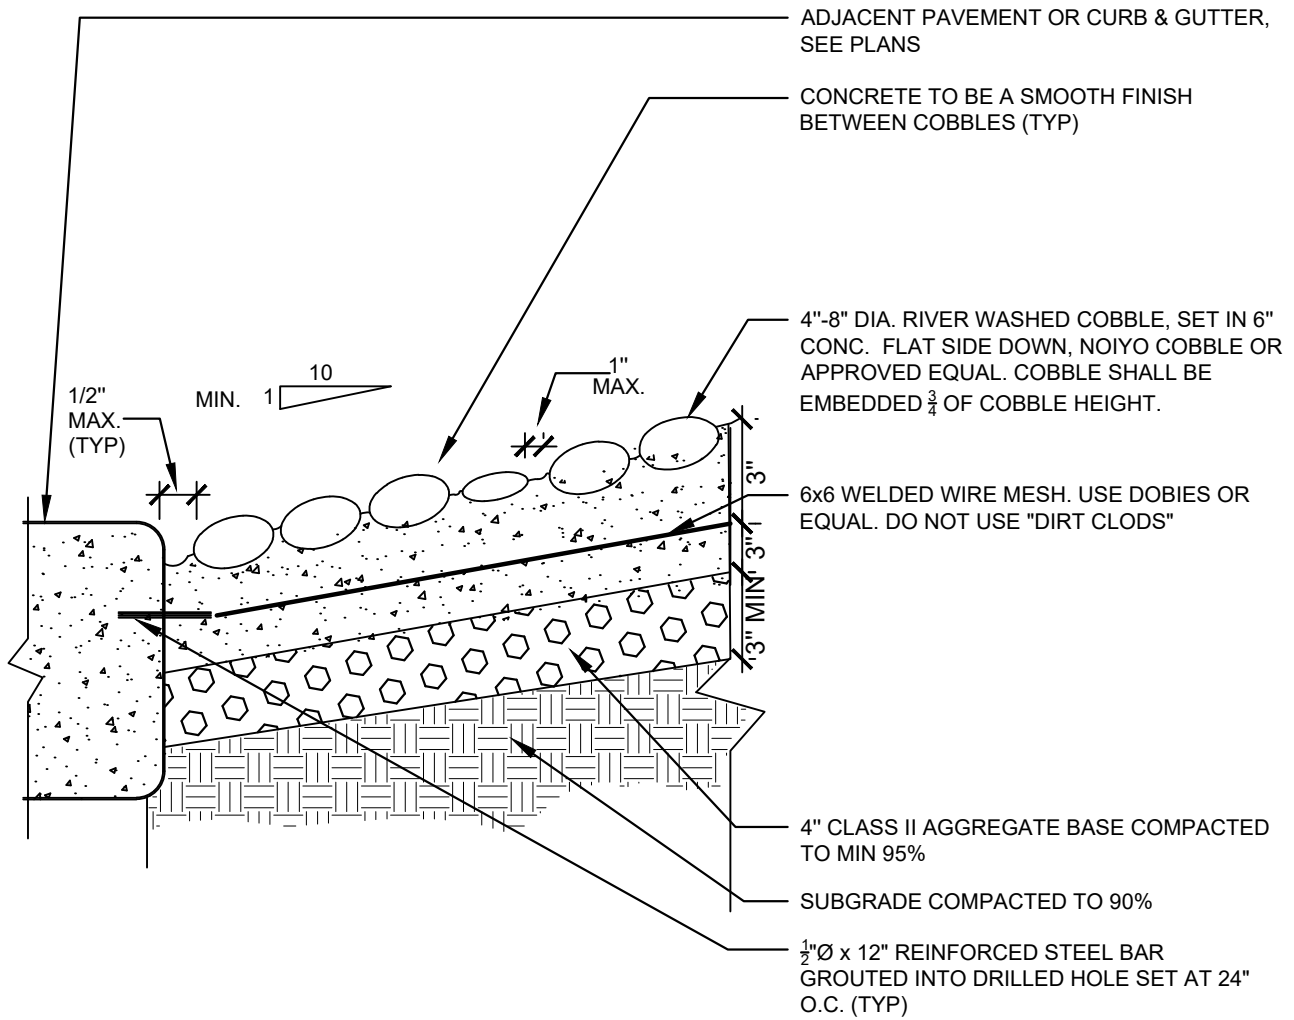 ADJACENT PAVEMENT OR CURB & GUTTER,
SEE PLANS
CONCRETE TO BE A SMOOTH FINISH
BETWEEN COBBLES (TYP)
4"-8" DIA. RIVER WASHED COBBLE, SET IN 6"
CONC. FLAT SIDE DOWN, NOIYO COBBLE OR
APPROVED EQUAL. COBBLE SHALL BE
EMBEDDED 3/4 OF COBBLE HEIGHT.
10
MIN. 1
1"
MAX.
1/2"
MAX.
(TYP)
3"
6x6 WELDED WIRE MESH. USE DOBIES OR
EQUAL. DO NOT USE "DIRT CLODS"
3"
3" MIN
4" CLASS II AGGREGATE BASE COMPACTED
TO MIN 95%
SUBGRADE COMPACTED TO 90%
1/2"Ø x 12" REINFORCED STEEL BAR
GROUTED INTO DRILLED HOLE SET AT 24"
O.C. (TYP)